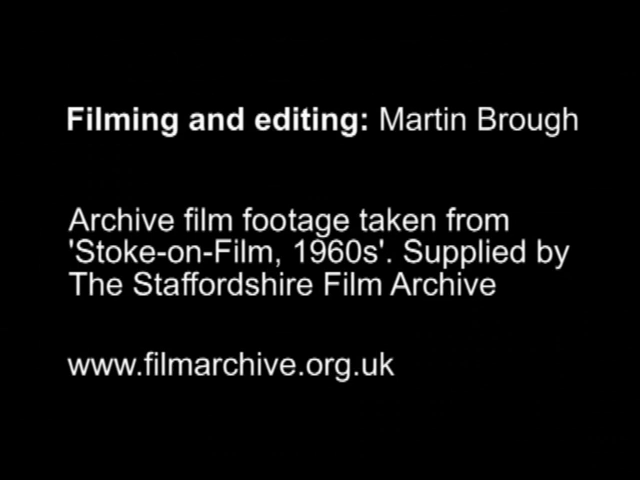 Filming and editing: Martin Brough
Archive film footage taken from
'Stoke-on-Film, 1960s'. Supplied by
The Staffordshire Film Archive
www.filmarchive.org.uk